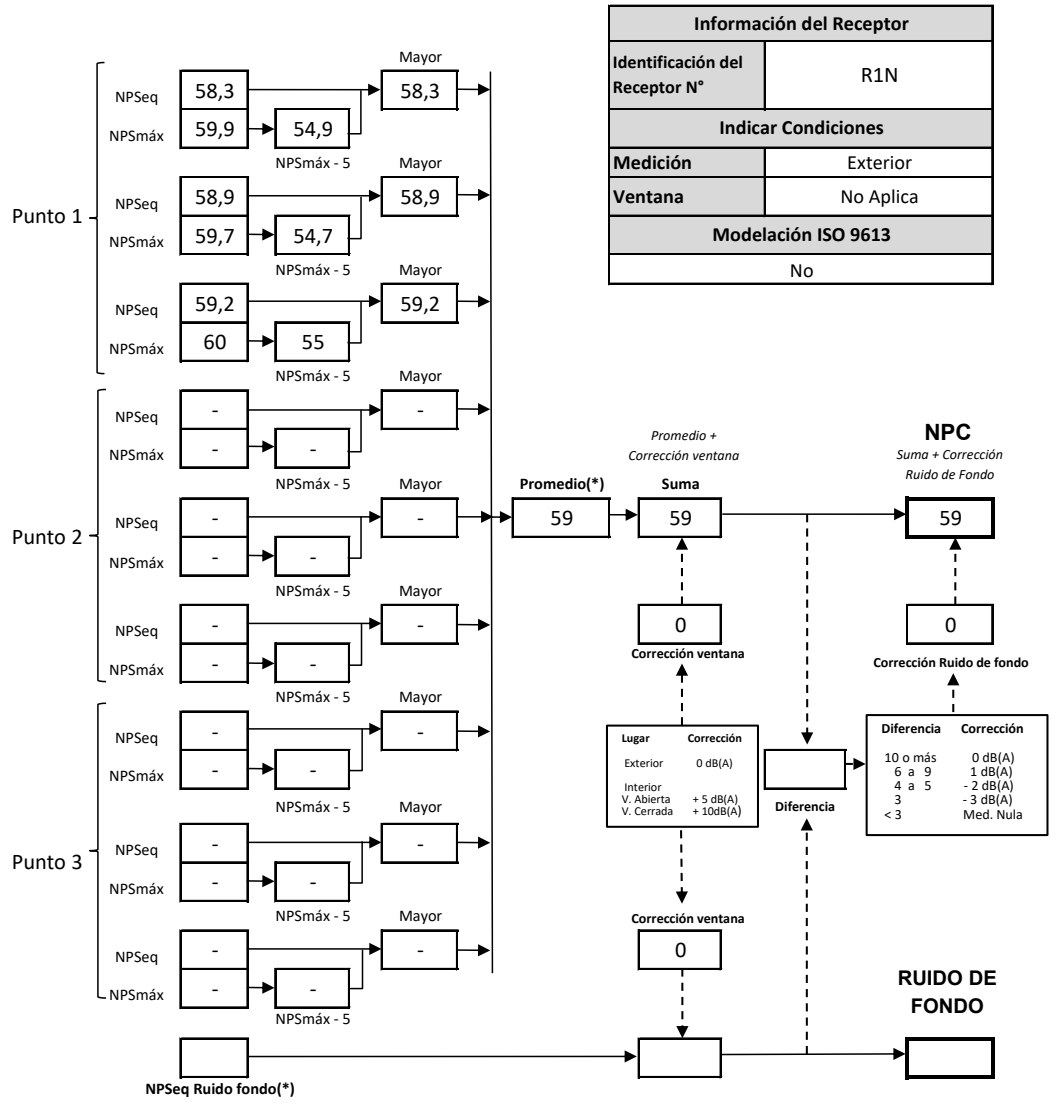 Información del Receptor
Identificación del Receptor N° R1N
Indicar Condiciones
Medición Exterior
Ventana No Aplica
Modelación ISO 9613
No
Punto 1
Mayor
NPSeq 58,3 58,3
NPSmáx 59,9 54,9
NPSmáx - 5
Mayor
NPSeq 58,9 58,9
NPSmáx 59,7 54,7
NPSmáx - 5
Mayor
NPSeq 59,2 59,2
NPSmáx 60 55
NPSmáx - 5
Punto 2
Mayor
NPSeq - -
NPSmáx - -
NPSmáx - 5
Mayor
NPSeq - -
NPSmáx - -
NPSmáx - 5
Mayor
NPSeq - -
NPSmáx - -
NPSmáx - 5
Punto 3
Mayor
NPSeq - -
NPSmáx - -
NPSmáx - 5
Mayor
NPSeq - -
NPSmáx - -
NPSmáx - 5
Mayor
NPSeq - -
NPSmáx - -
NPSmáx - 5
NPSeq Ruido fondo(*)
Promedio(*)
59
Promedio +
Corrección ventana
Suma
59
0
Corrección ventana
Lugar Corrección
Exterior 0 dB(A)
Interior
V. Abierta + 5 dB(A)
V. Cerrada + 10dB(A)
Corrección ventana
0
Diferencia
NPC
Suma + Corrección
Ruido de Fondo
59
0
Corrección Ruido de fondo
Diferencia Corrección
10 o más 0 dB(A)
6 a 9 1 dB(A)
4 a 5 - 2 dB(A)
3 - 3 dB(A)
< 3 Med. Nula
RUIDO DE
FONDO